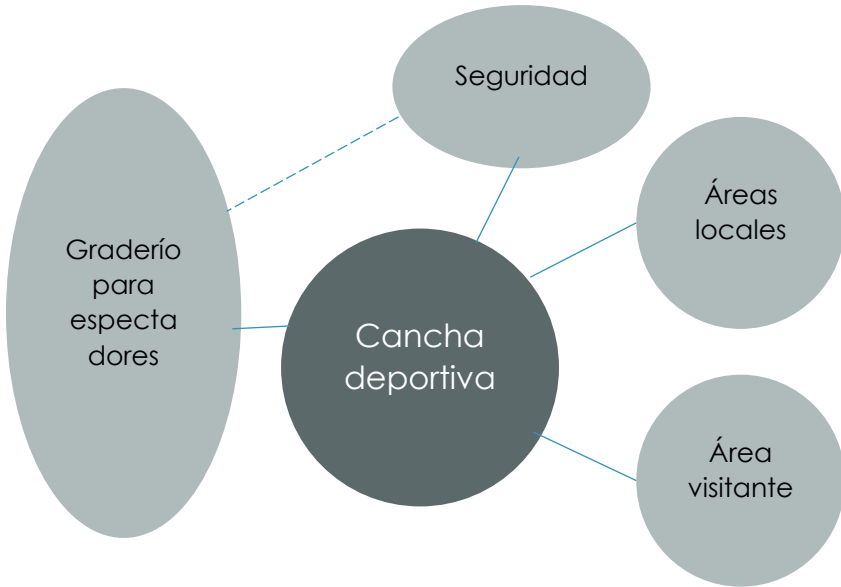 Seguridad
Áreas
locales
Graderío
para
especta
dores
Cancha
deportiva
Área
visitante